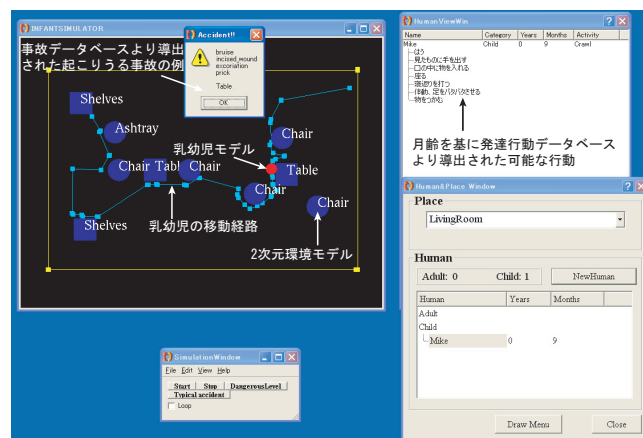 INFANTSIMULATOR
事故データベースより導出
された起こりうる事故の例
Accident!!
bruise
incised_wound
excoriation
prick
Table
OK
Shelves
Ashtray
Chair
乳幼児モデル
Chair
Table
Chair
Table
Chair
Chair
Shelves
乳幼児の移動経路
2次元環境モデル
HumanViewWin
Name Category Years Months Activity
Mike Child 0 9 Crawl
はう
見たものに手を出す
口の中に物を入れる
座る
寝返りを打つ
体動、足をバタバタさせる
物をつかむ
月齢を基に発達行動データベース
より導出された可能な行動
Human&Place Window
Place
LivingRoom
Human
Adult: 0 Child: 1 NewHuman
Human Years Months
Adult
Child
Mike 0 9
Draw Menu Close
SimulationWindow
File Edit View Help
Start Stop DangerousLevel
Typical accident
Loop